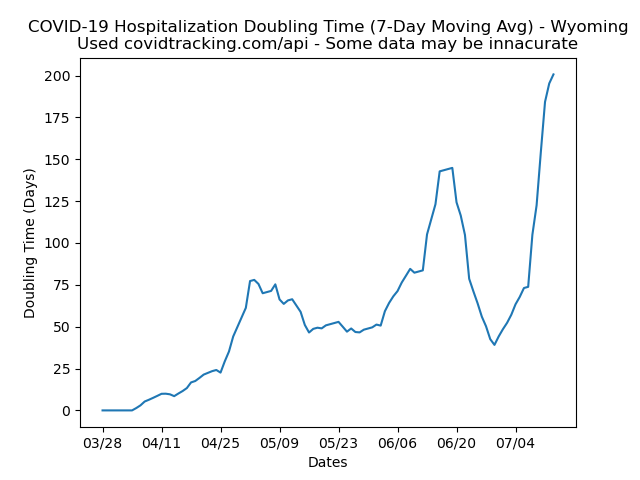 COVID-19 Hospitalization Doubling Time (7-Day Moving Avg) - Wyoming
Used covidtracking.com/api - Some data may be innacurate
200
175
150
125
100
75
50
25
0
Doubling Time (Days)
03/28 04/11 04/25 05/09 05/23 06/06 06/20 07/04
Dates